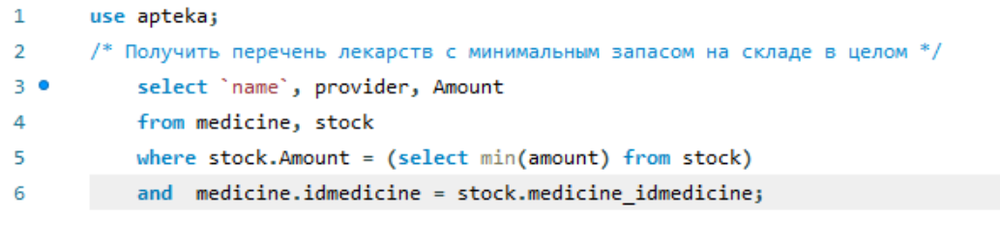 1 use apteka;
2 /* Получить перечень лекарств с минимальным запасом на складе в целом */
3 select `name`, provider, Amount
4 from medicine, stock
5 where stock.Amount = (select min(amount) from stock)
6 and medicine.idmedicine = stock.medicine_idmedicine;